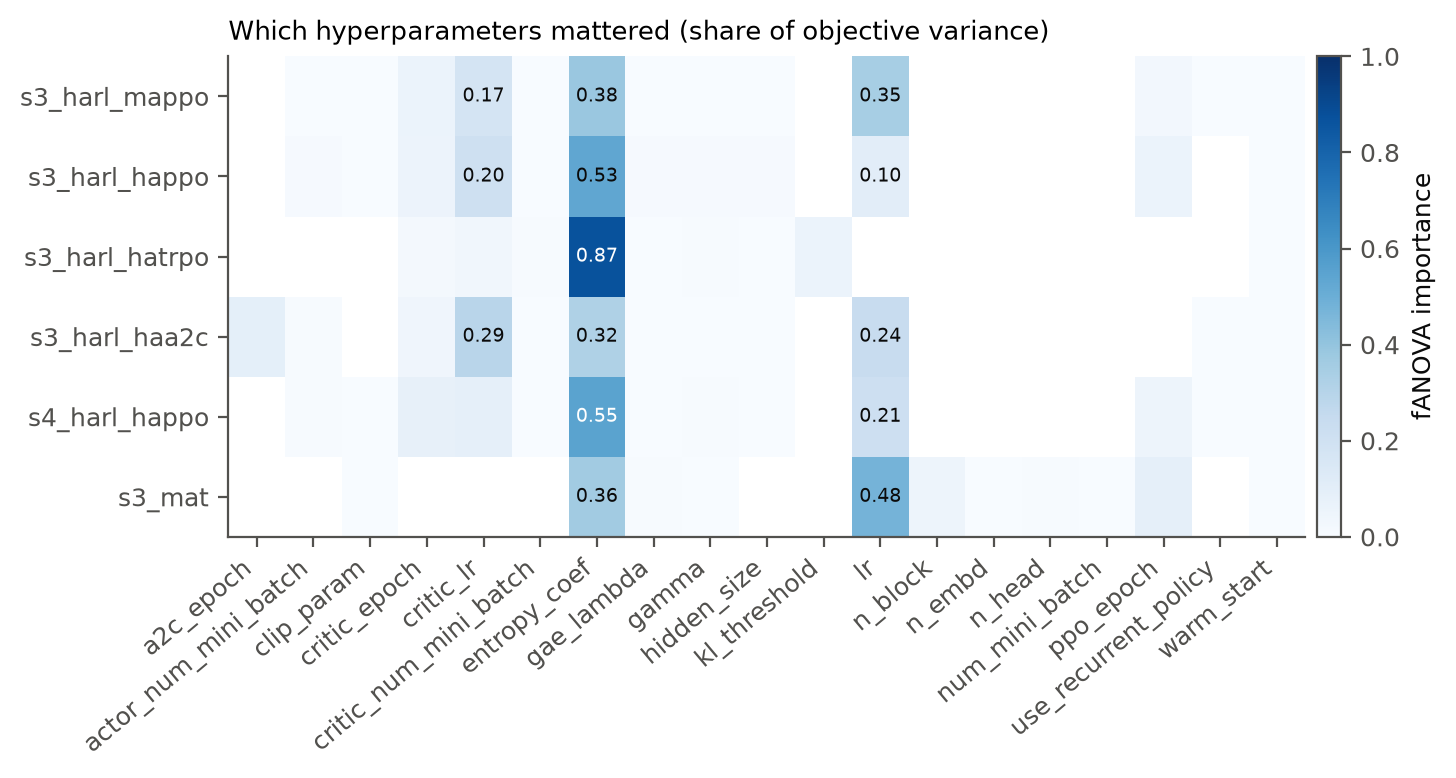 Which hyperparameters mattered (share of objective variance)
s3_harl_mappo 0.17 0.38 0.35
s3_harl_happo 0.20 0.53 0.10
s3_harl_hatrpo 0.87
s3_harl_haa2c 0.29 0.32 0.24
s4_harl_happo 0.55 0.21
s3_mat 0.36 0.48
a2c_epoch
actor_num_mini_batch
clip_param
critic_epoch
critic_lr
critic_num_mini_batch
entropy_coef
gae_lambda
gamma
hidden_size
kl_threshold
lr
n_block
n_embd
n_head
num_mini_batch
ppo_epoch
use_recurrent_policy
warm_start
1.0
0.8
0.6
0.4
0.2
0.0
fANOVA importance